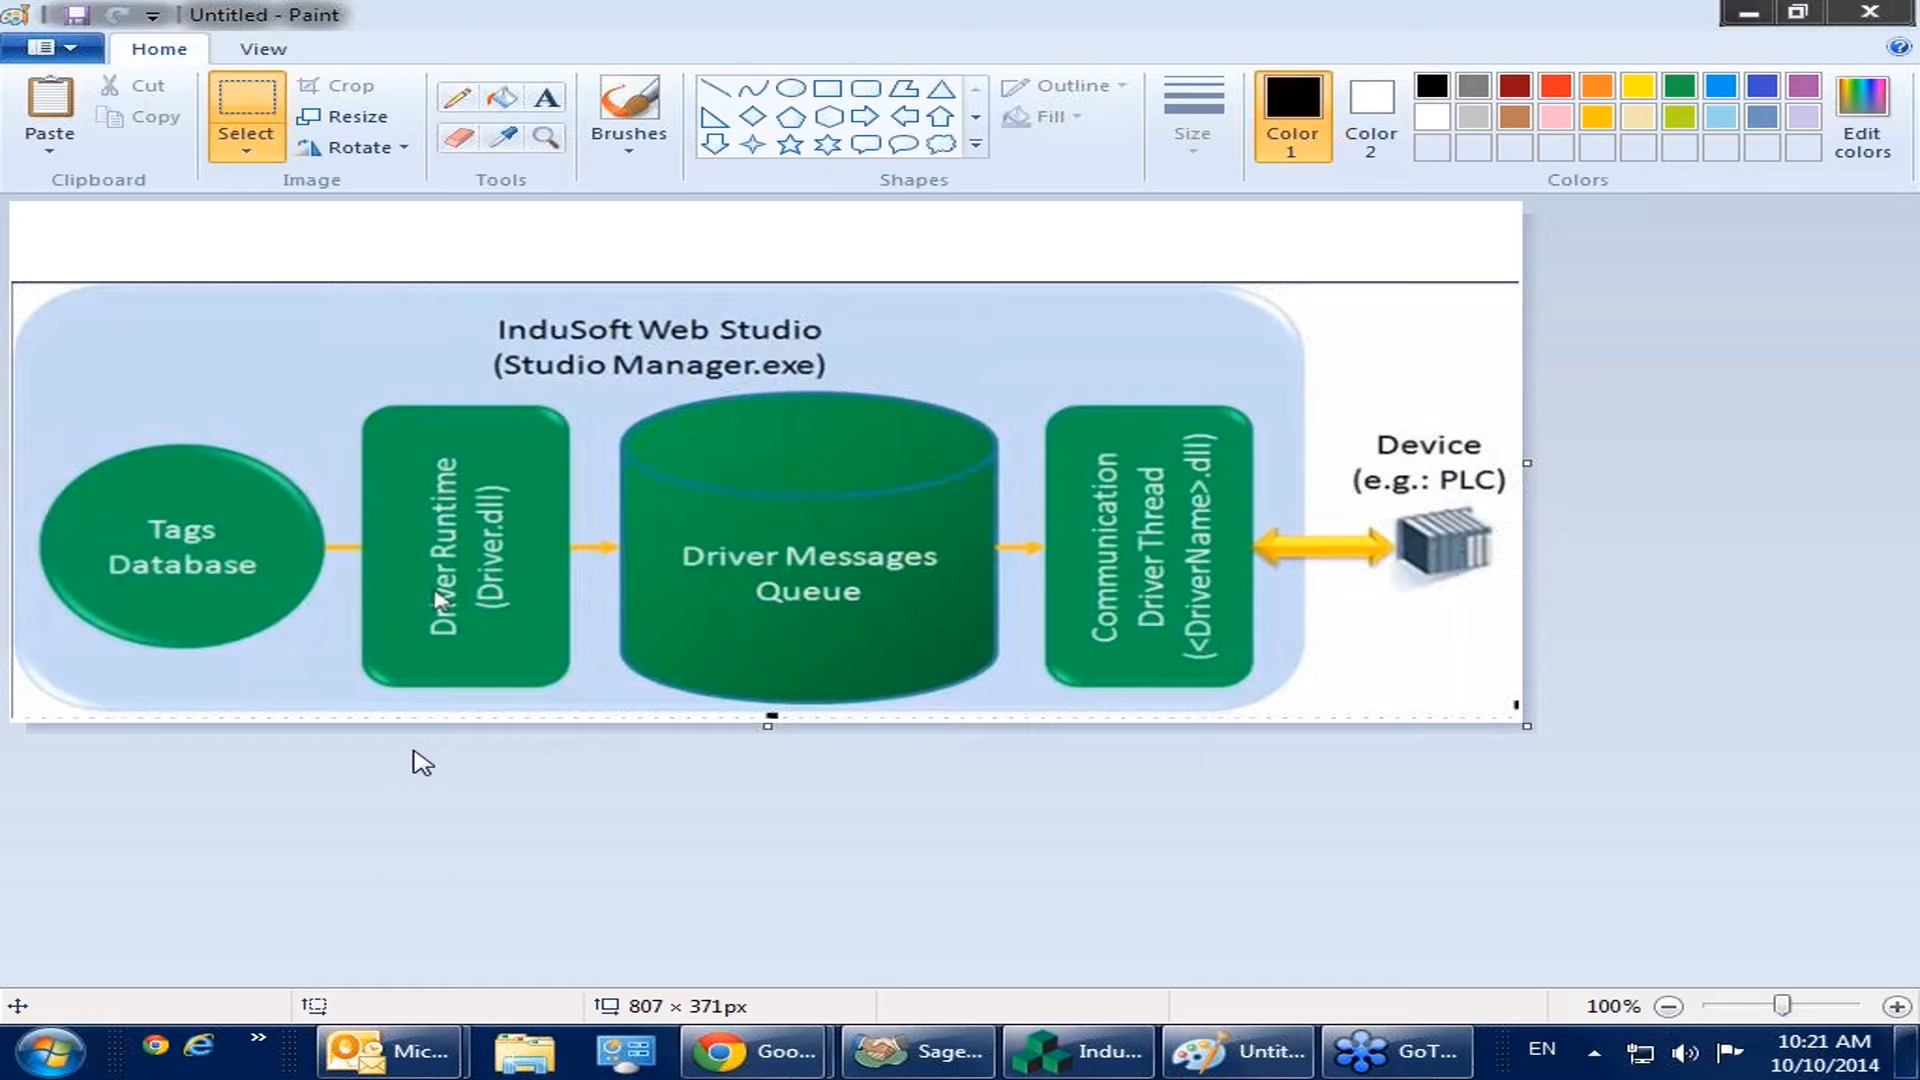 Untitled - Paint
Home
View
Paste
Cut
Copy
Clipboard
Select
Crop
Resize
Rotate
Image
A
Tools
Brushes
Outline
Fill
Shapes
Size
Color
1
Color
2
Edit
colors
Colors
InduSoft Web Studio
(Studio Manager.exe)
Tags
Database
Driver Runtime
(Driver.dll)
Driver Messages
Queue
Communication
Driver Thread
(<DriverName>.dll)
Device
(e.g.: PLC)
807 × 371px
100%
Mic...
Goo...
Sage...
Indu...
Untit...
GoT...
EN
10:21 AM
10/10/2014